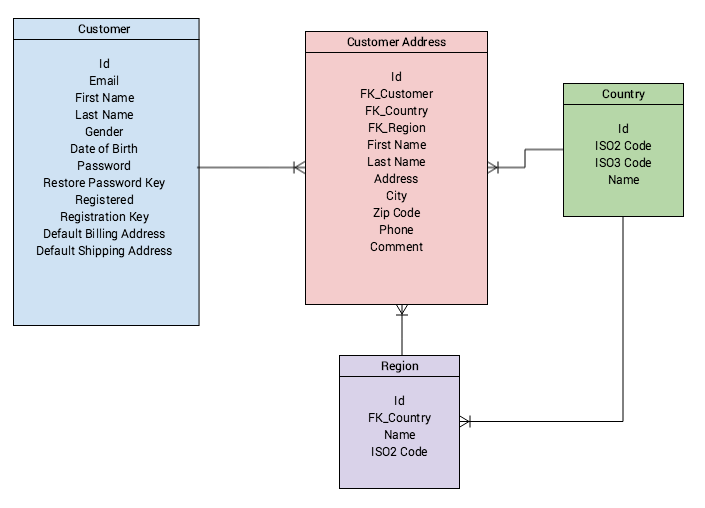 Customer
Id
Email
First Name
Last Name
Gender
Date of Birth
Password
Restore Password Key
Registered
Registration Key
Default Billing Address
Default Shipping Address
Customer Address
Id
FK_Customer
FK_Country
FK_Region
First Name
Last Name
Address
City
Zip Code
Phone
Comment
Country
Id
ISO2 Code
ISO3 Code
Name
Region
Id
FK_Country
Name
ISO2 Code